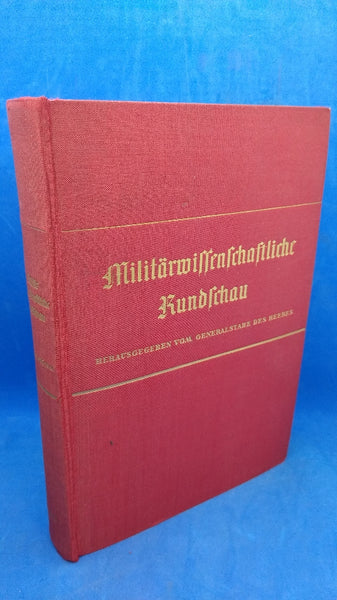 Militärwissenschaftliche
Rundschau
HERAUSGEGEBEN VOM GENERALSTABE DES HEERES